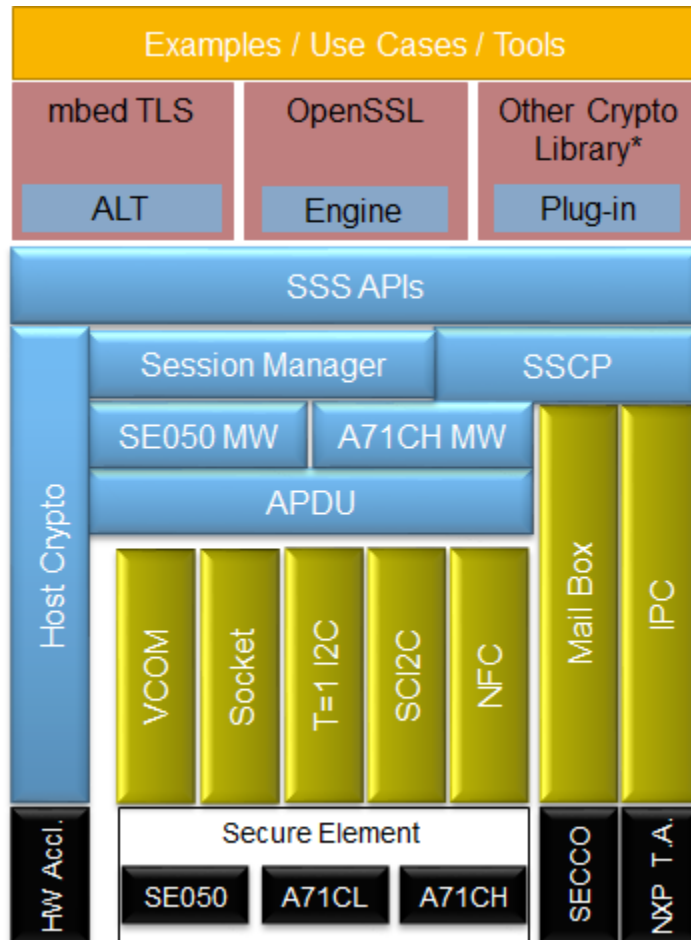 Examples / Use Cases / Tools
mbed TLS
OpenSSL
Other Crypto
Library*
ALT
Engine
Plug-in
SSS APIs
Host Crypto
Session Manager
SSCP
SE050 MW
A71CH MW
APDU
VCOM
Socket
T=1 I2C
SCI2C
NFC
Mail Box
IPC
HW Accl.
Secure Element
SE050
A71CL
A71CH
SECCO
NXP T.A.